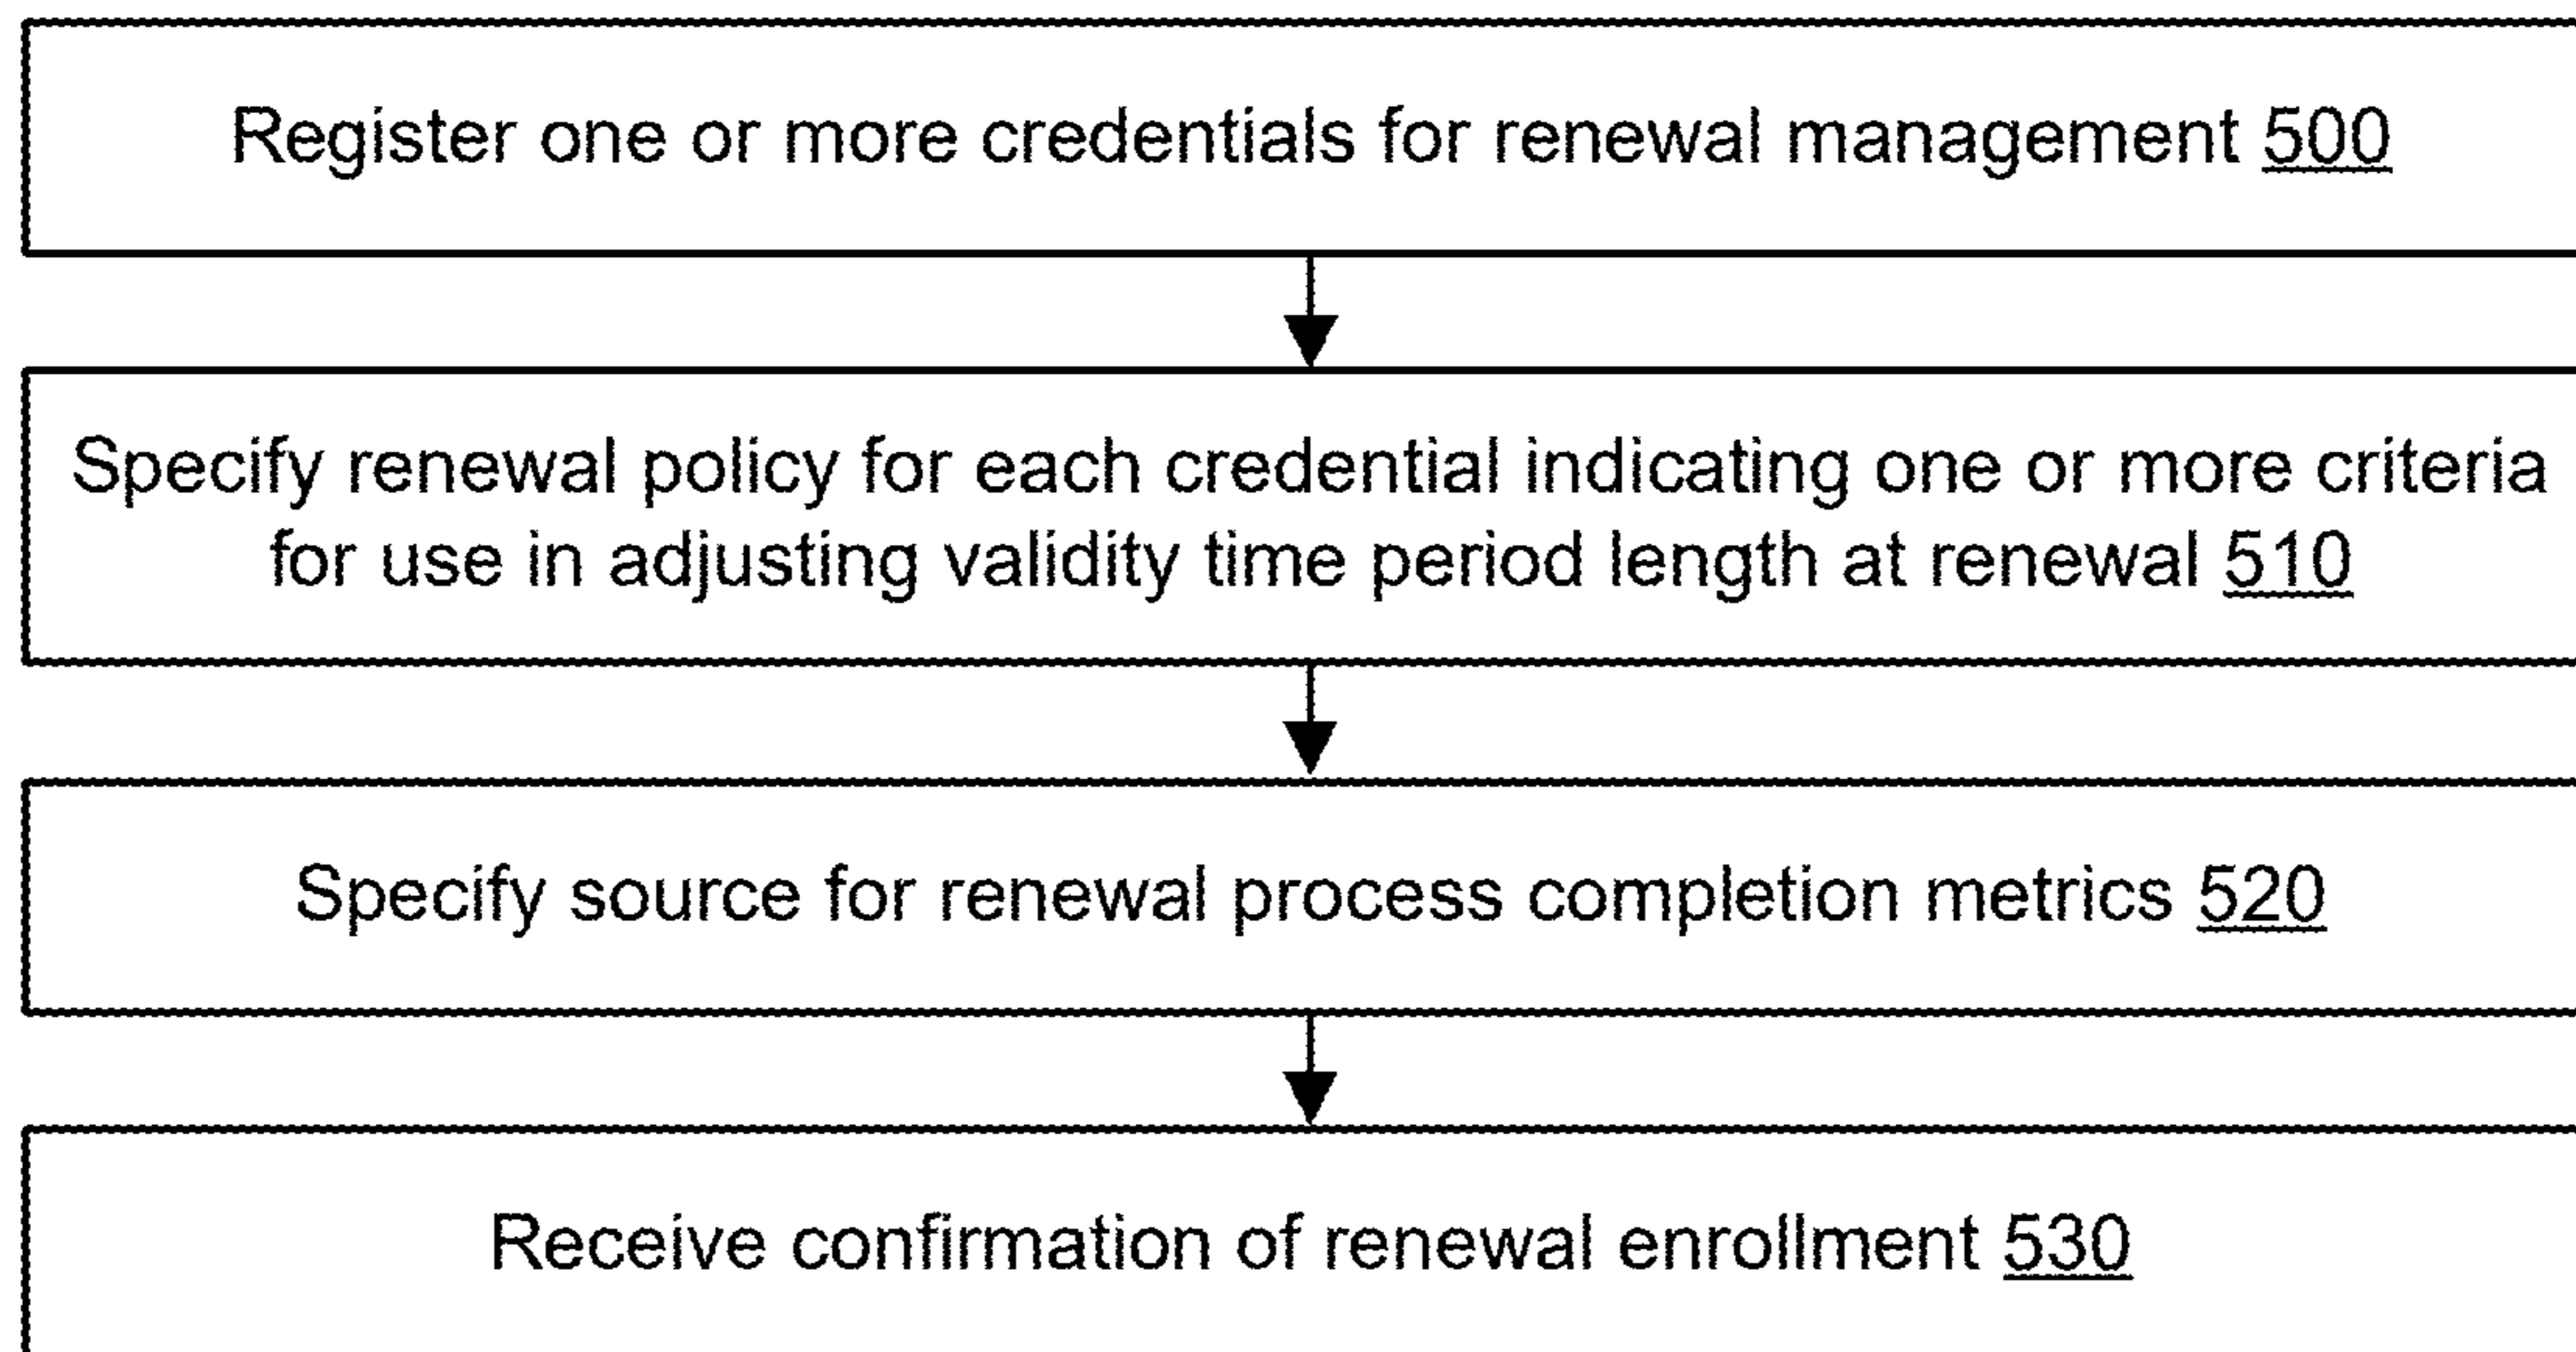 Register one or more credentials for renewal management 500
Specify renewal policy for each credential indicating one or more criteria
for use in adjusting validity time period length at renewal 510
Specify source for renewal process completion metrics 520
Receive confirmation of renewal enrollment 530